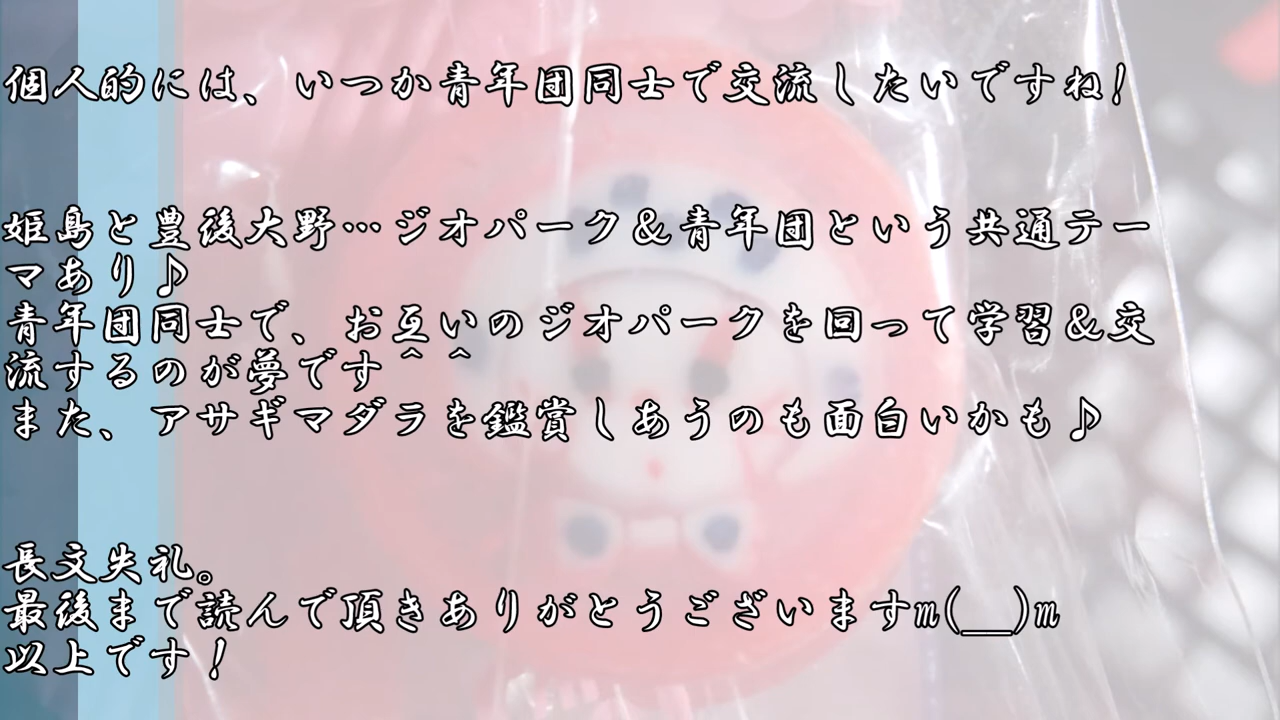 個人的には、いつか青年団同士で交流したいですね！
姫島と豊後大野…ジオパーク＆青年団という共通テー
マあり♪
青年団同士で、お互いのジオパークを回って学習＆交
流するのが夢です^ ^
また、アサギマダラを鑑賞しあうのも面白いかも♪
長文失礼。
最後まで読んで頂きありがとうございますm(__)m
以上です！